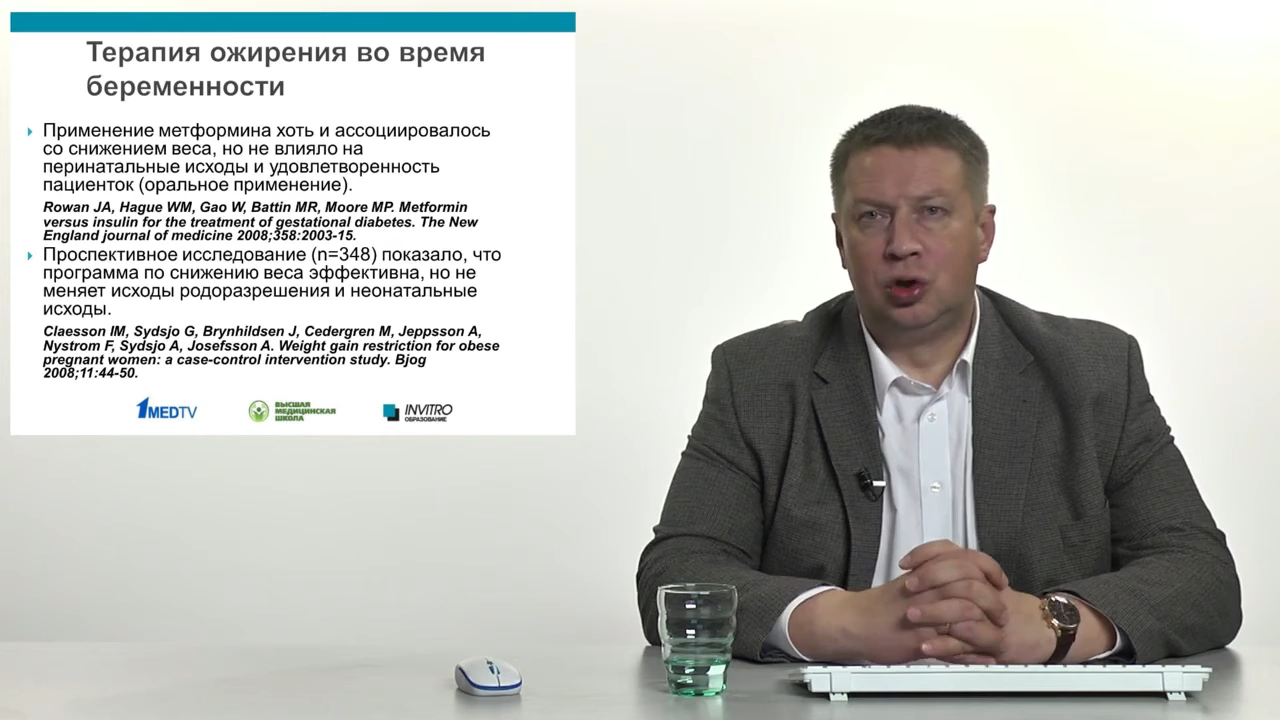 Терапия ожирения во время
беременности
Применение метформина хоть и ассоциировалось
со снижением веса, но не влияло на
перинатальные исходы и удовлетворенность
пациенток (оральное применение).
Rowan JA, Hague WM, Gao W, Battin MR, Moore MP. Metformin
versus insulin for the treatment of gestational diabetes. The New
England journal of medicine 2008;358:2003-15.
Проспективное исследование (n=348) показало, что
программа по снижению веса эффективна, но не
меняет исходы родоразрешения и неонатальные
исходы.
Claesson IM, Sydsjo G, Brynhildsen J, Cedergren M, Jeppsson A,
Nystrom F, Sydsjo A, Josefsson A. Weight gain restriction for obese
pregnant women: a case-control intervention study. Bjog
2008;11:44-50.
1MEDTV
ВЫСШАЯ
МЕДИЦИНСКАЯ
ШКОЛА
INVITRO
ОБРАЗОВАНИЕ